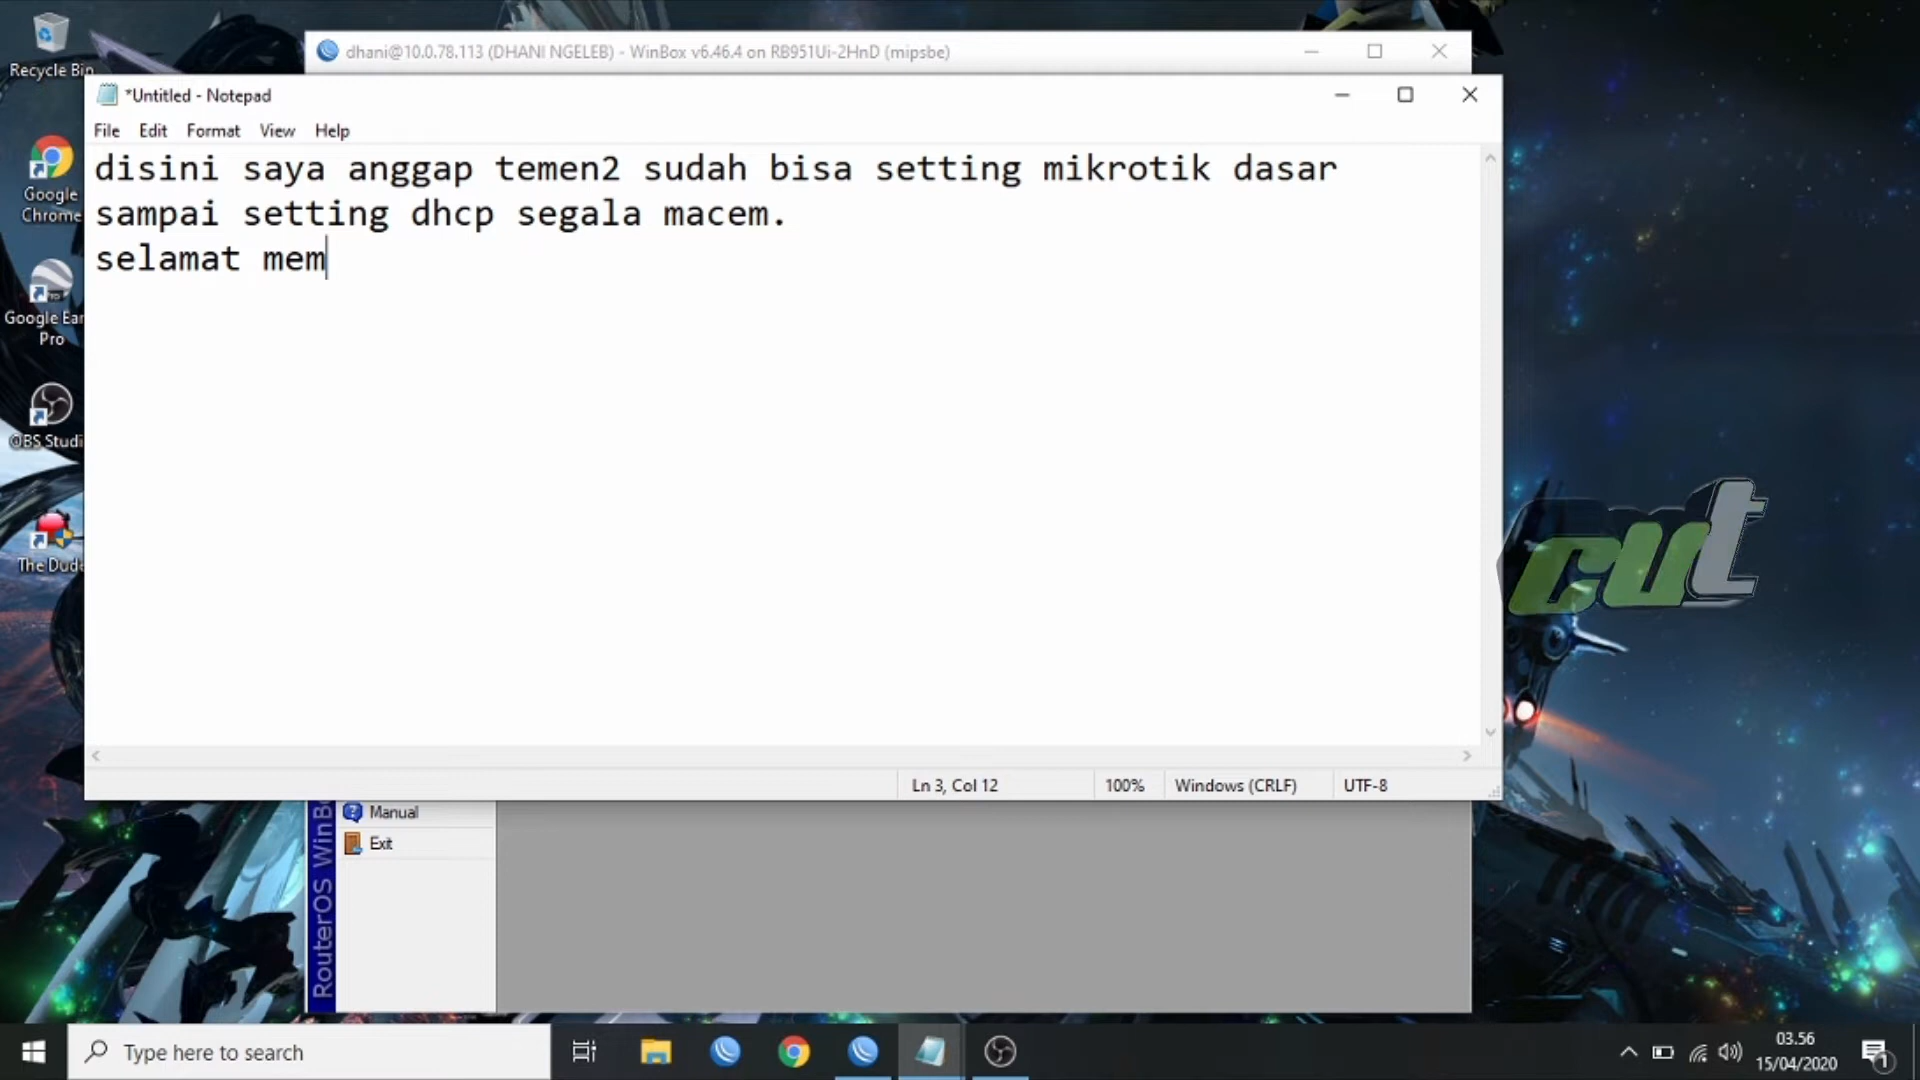 Recycle Bin
dhani@10.0.78.113 (DHANI NGELEB) - WinBox v6.46.4 on RB951Ui-2HnD (mipsbe)
*Untitled - Notepad
File Edit Format View Help
disini saya anggap temen2 sudah bisa setting mikrotik dasar
sampai setting dhcp segala macem.
selamat mem
Google
Chrome
Google Ear
Pro
OBS Studi
The Dude
cut
Ln 3, Col 12 100% Windows (CRLF) UTF-8
Manual
Exit
RouterOS WinBo
Type here to search
03.56
15/04/2020
1